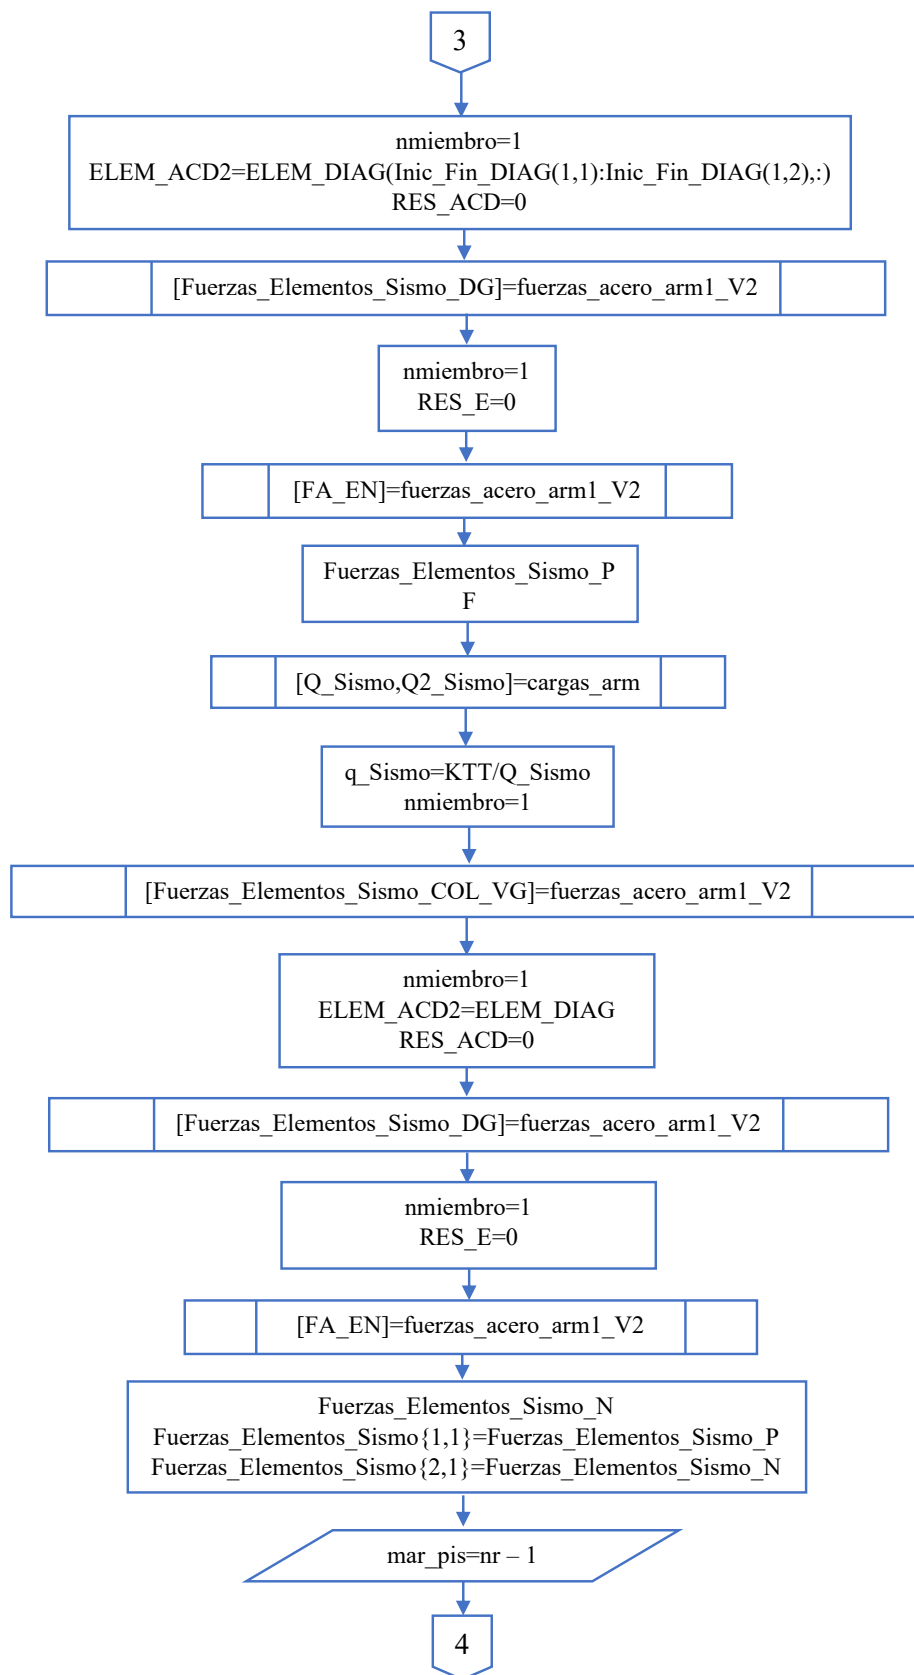 3
nmiembro=1
ELEM_ACD2=ELEM_DIAG(Inic_Fin_DIAG(1,1):Inic_Fin_DIAG(1,2),:)
RES_ACD=0
[Fuerzas_Elementos_Sismo_DG]=fuerzas_acero_arm1_V2
nmiembro=1
RES_E=0
[FA_EN]=fuerzas_acero_arm1_V2
Fuerzas_Elementos_Sismo_P
F
[Q_Sismo,Q2_Sismo]=cargas_arm
q_Sismo=KTT/Q_Sismo
nmiembro=1
[Fuerzas_Elementos_Sismo_COL_VG]=fuerzas_acero_arm1_V2
nmiembro=1
ELEM_ACD2=ELEM_DIAG
RES_ACD=0
[Fuerzas_Elementos_Sismo_DG]=fuerzas_acero_arm1_V2
nmiembro=1
RES_E=0
[FA_EN]=fuerzas_acero_arm1_V2
Fuerzas_Elementos_Sismo_N
Fuerzas_Elementos_Sismo{1,1}=Fuerzas_Elementos_Sismo_P
Fuerzas_Elementos_Sismo{2,1}=Fuerzas_Elementos_Sismo_N
mar_pis=nr – 1
4